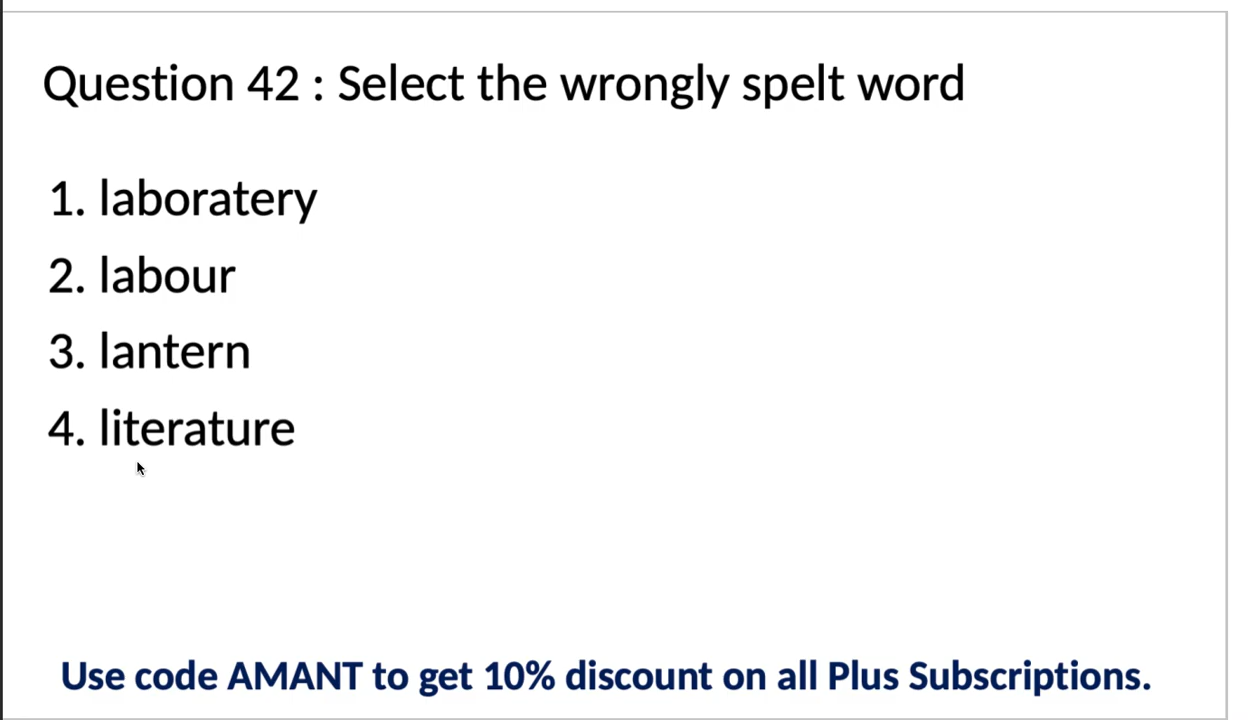 Question 42 : Select the wrongly spelt word
1. laboratery
2. labour
3. lantern
4. literature
Use code AMANT to get 10% discount on all Plus Subscriptions.